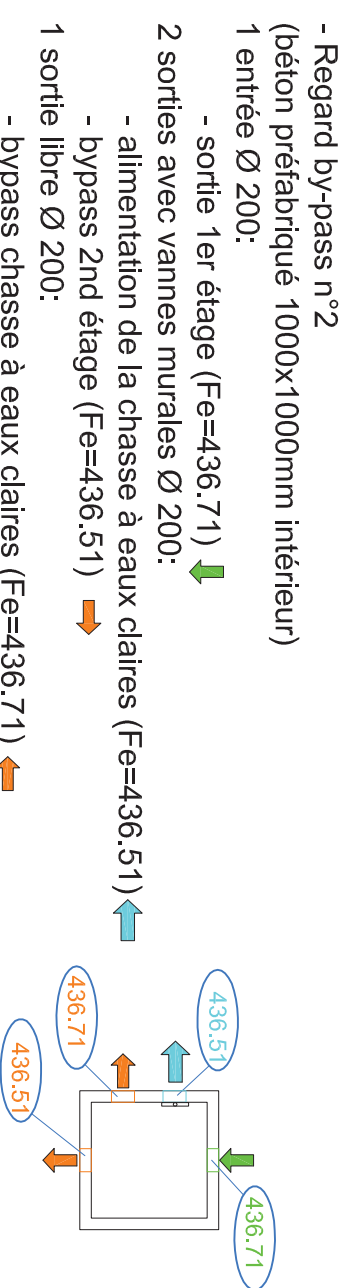 - Regard by-pass n°2
(béton préfabriqué 1000x1000mm intérieur)
1 entrée Ø 200:
- sortie 1er étage (Fe=436.71)
2 sorties avec vannes murales Ø 200:
- alimentation de la chasse à eaux claires (Fe=436.51)
- bypass 2nd étage (Fe=436.51)
1 sortie libre Ø 200:
- bypass chasse à eaux claires (Fe=436.71)
436.51
436.71
436.71
436.51